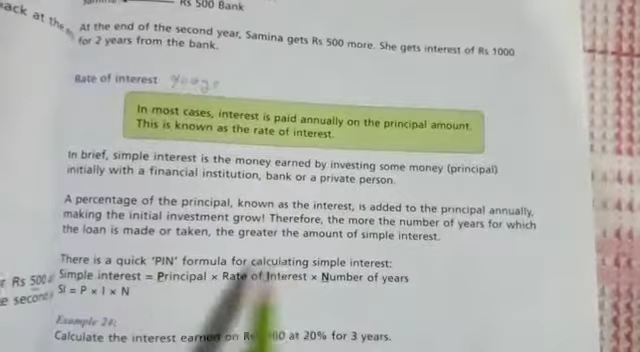 Rs 500 Bank
ack at the
At the end of the second year, Samina gets Rs 500 more. She gets interest of Rs 1000
for 2 years from the bank.
Rate of interest
In most cases, interest is paid annually on the principal amount.
This is known as the rate of interest.
In brief, simple interest is the money earned by investing some money (principal)
initially with a financial institution, bank or a private person.
A percentage of the principal, known as the interest, is added to the principal annually,
making the initial investment grow! Therefore, the more the number of years for which
the loan is made or taken, the greater the amount of simple interest.
There is a quick 'PIN' formula for calculating simple interest:
r Rs 500
Simple interest = Principal × Rate of Interest × Number of years
e second
SI = P × I × N
Example 24:
Calculate the interest earned on at 20% for 3 years.